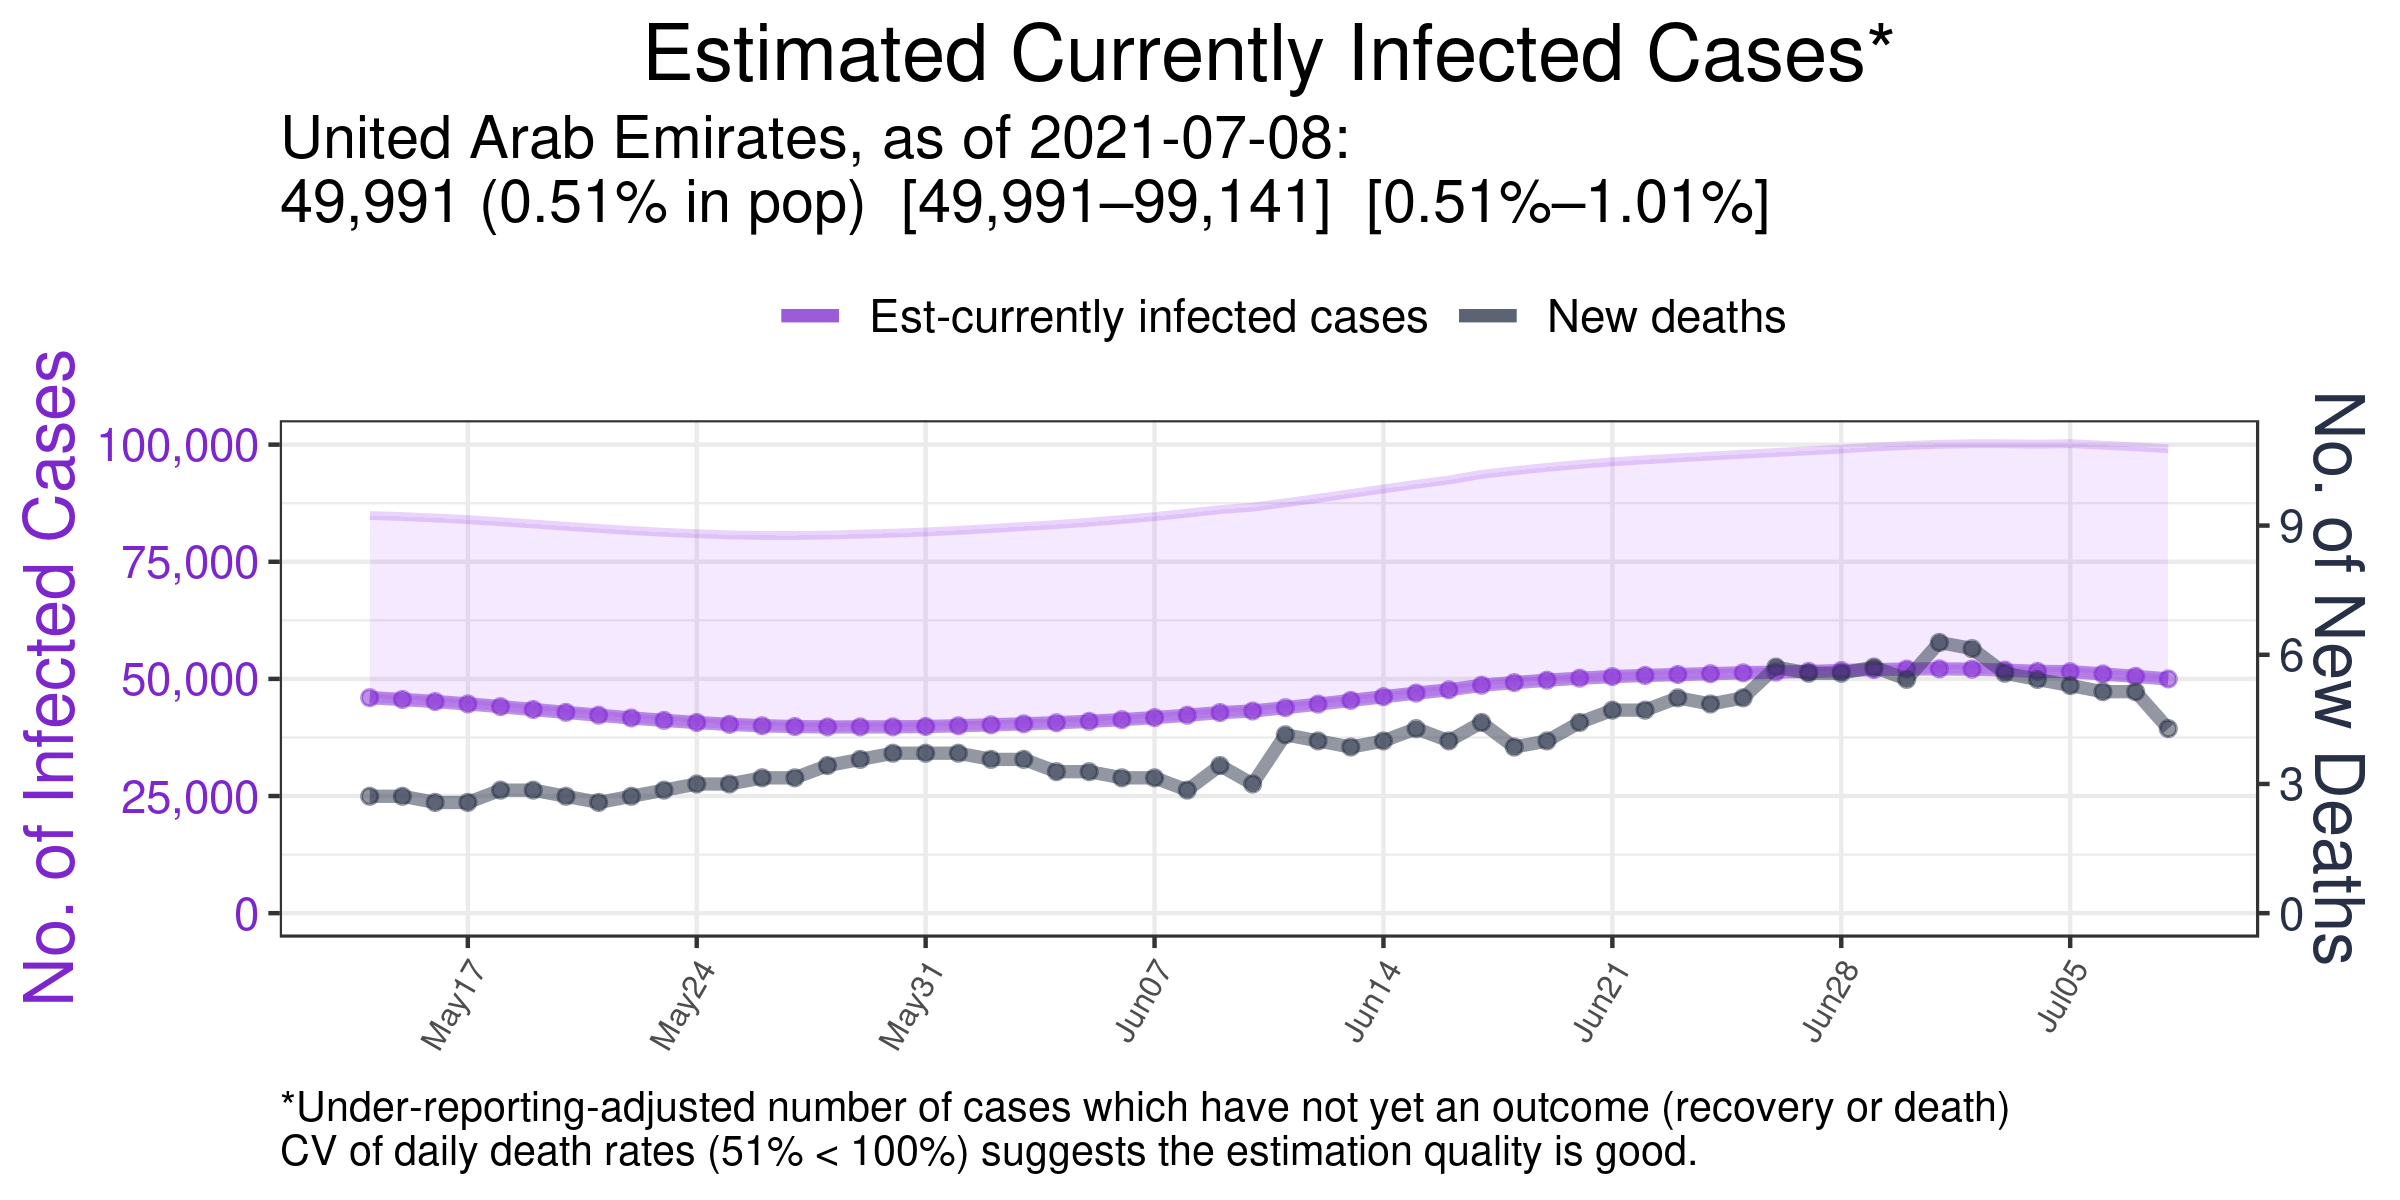 Estimated Currently Infected Cases*
United Arab Emirates, as of 2021-07-08:
49,991 (0.51% in pop)  [49,991–99,141]  [0.51%–1.01%]
Est-currently infected cases
New deaths
No. of Infected Cases
100,000
75,000
50,000
25,000
0
No. of New Deaths
9
6
3
0
May17
May24
May31
Jun07
Jun14
Jun21
Jun28
Jul05
*Under-reporting-adjusted number of cases which have not yet an outcome (recovery or death)
CV of daily death rates (51% < 100%) suggests the estimation quality is good.